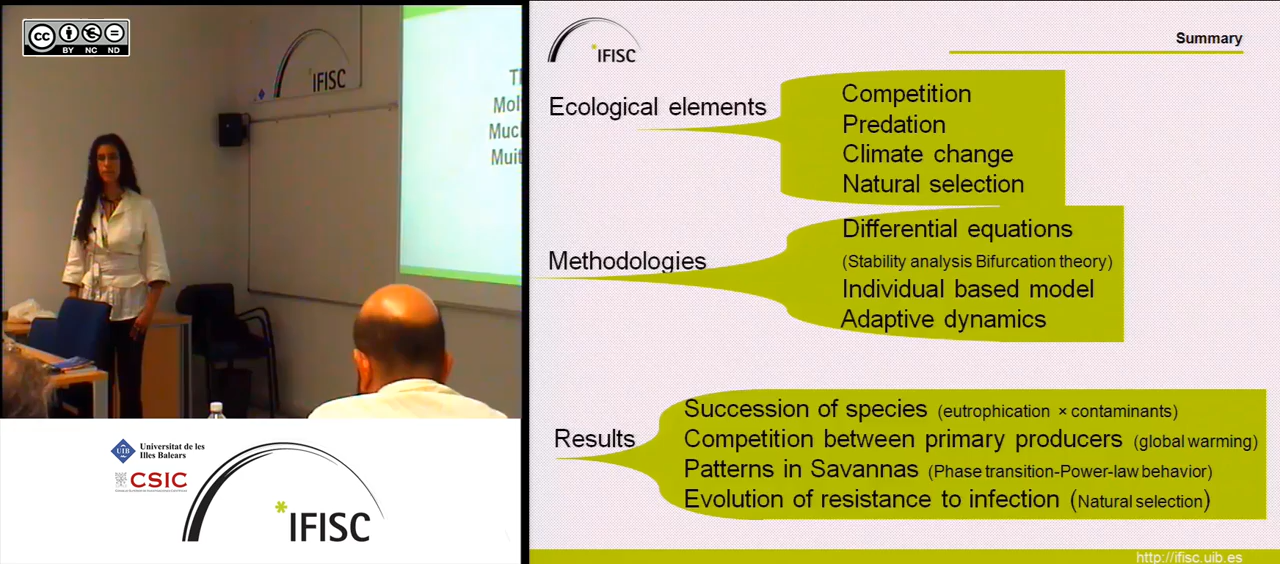 cc
BY NC ND
IFISC
Universitat de les
Illes Balears
UIB
CSIC
IFISC
IFISC
Summary
Ecological elements
Competition
Predation
Climate change
Natural selection
Methodologies
Differential equations
(Stability analysis Bifurcation theory)
Individual based model
Adaptive dynamics
Results
Succession of species (eutrophication × contaminants)
Competition between primary producers (global warming)
Patterns in Savannas (Phase transition-Power-law behavior)
Evolution of resistance to infection (Natural selection)
http://ifisc.uib.es